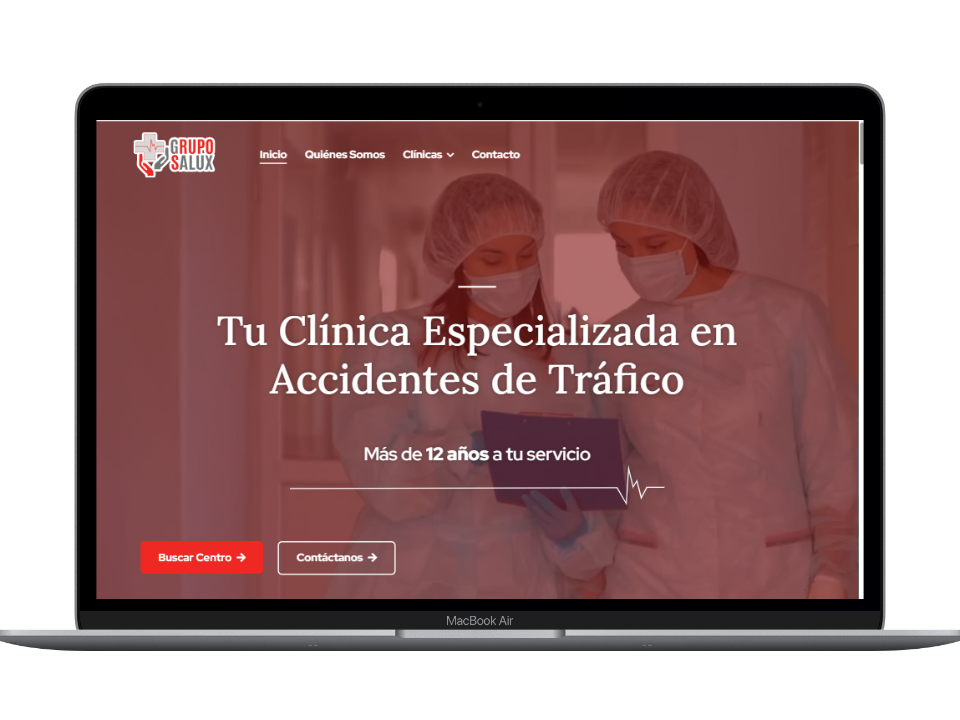 GRUPO
SALUX
Inicio Quiénes Somos Clínicas Contacto
Tu Clínica Especializada en
Accidentes de Tráfico
Más de 12 años a tu servicio
Buscar Centro → Contáctanos →
MacBook Air